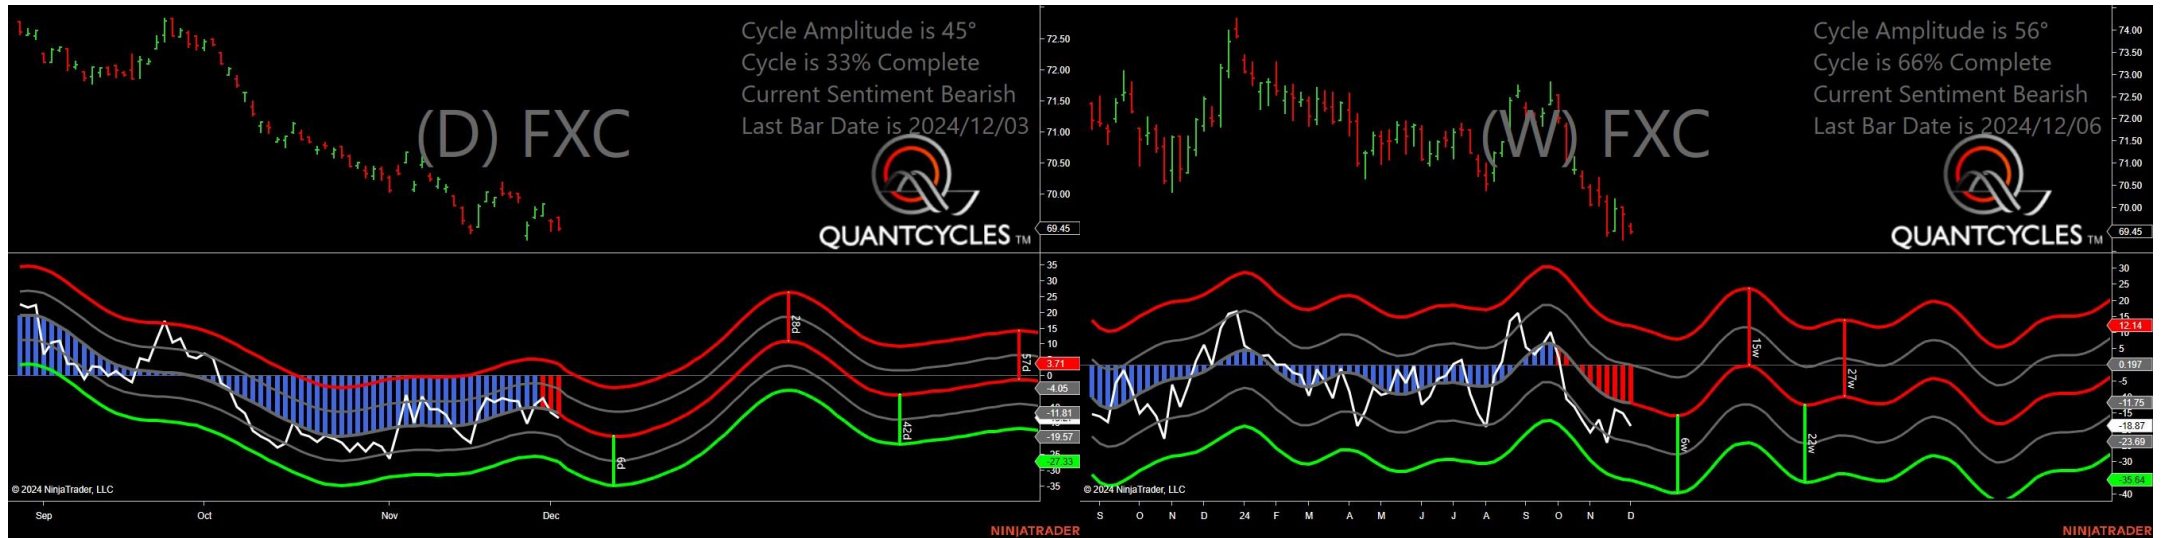 Cycle Amplitude is 45°
Cycle is 33% Complete
Current Sentiment Bearish
Last Bar Date is 2024/12/03
(D) FXC
QUANTCYCLES TM
72.50
72.00
71.50
71.00
70.50
70.00
69.45
35
30
25
20
15
10
3.71
0
-4.05
-11.81
-19.57
-27.33
-30
-35
28d
57d
42d
6d
© 2024 NinjaTrader, LLC
Sep
Oct
Nov
Dec
NINJATRADER
Cycle Amplitude is 56°
Cycle is 66% Complete
Current Sentiment Bearish
Last Bar Date is 2024/12/06
(W) FXC
QUANTCYCLES TM
74.00
73.50
73.00
72.50
72.00
71.50
71.00
70.50
70.00
69.45
30
25
20
15
12.14
5
0.197
-5
-11.75
-15
-18.87
-23.69
-30
-35.64
-40
15w
27w
6w
22w
© 2024 NinjaTrader, LLC
S O N D 24 F M A M J J A S O N D
NINJATRADER